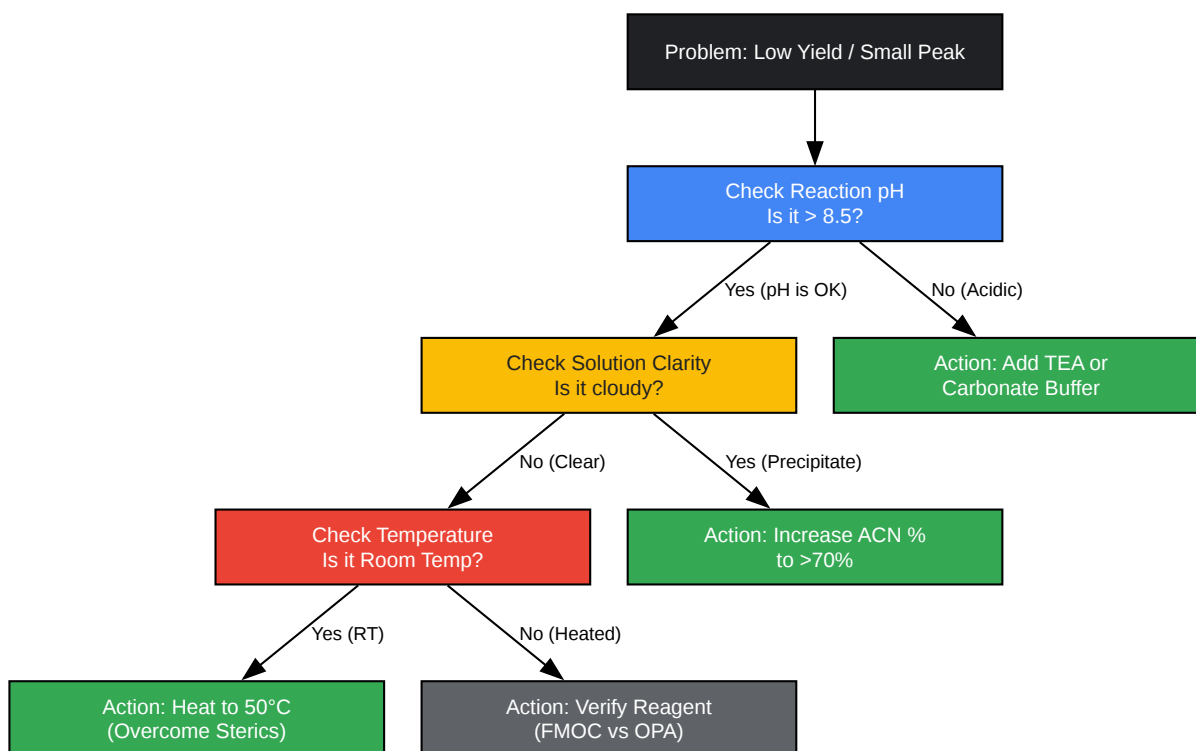 Problem: Low Yield / Small Peak
Check Reaction pH
Is it > 8.5?
Yes (pH is OK)
No (Acidic)
Check Solution Clarity
Is it cloudy?
Action: Add TEA or
Carbonate Buffer
No (Clear)
Yes (Precipitate)
Check Temperature
Is it Room Temp?
Action: Increase ACN %
to >70%
Yes (RT)
No (Heated)
Action: Heat to 50°C
(Overcome Sterics)
Action: Verify Reagent
(FMOC vs OPA)